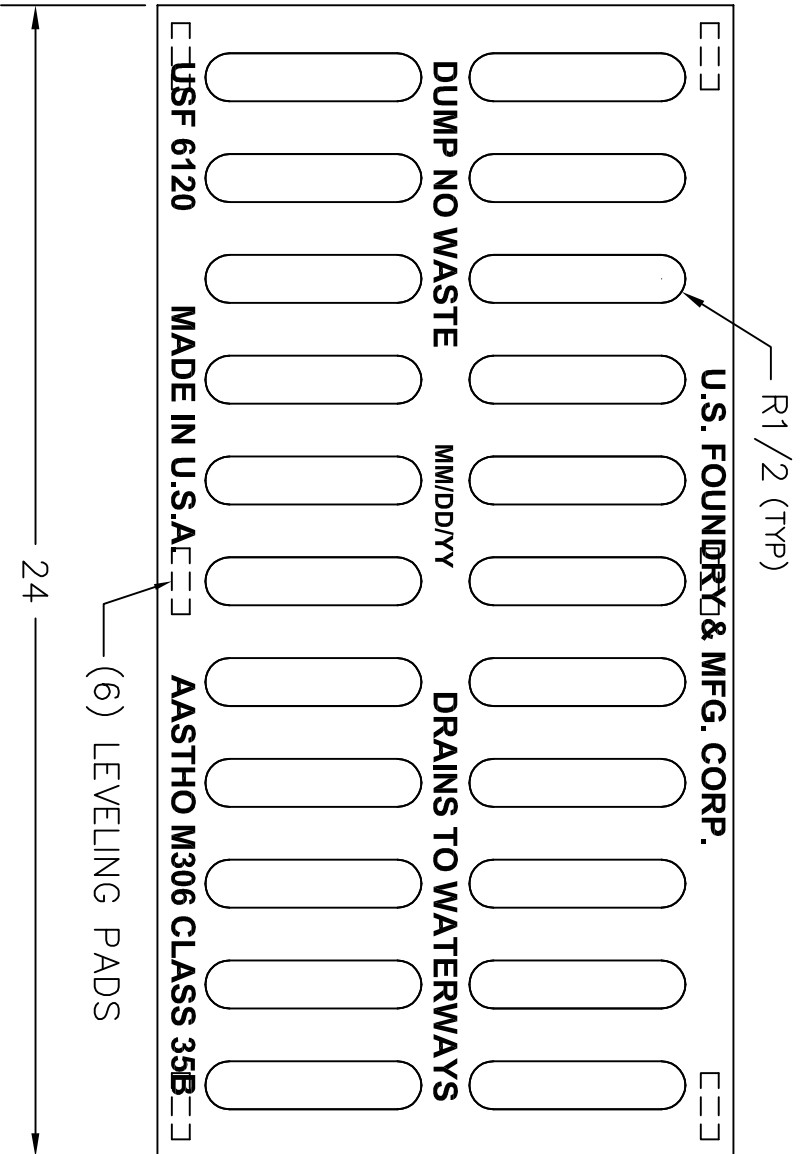 R1/2 (TYP)
U.S. FOUNDRY & MFG. CORP.
DUMP NO WASTE
MM/DD/YY
DRAINS TO WATERWAYS
USF 6120
MADE IN U.S.A.
AASTHO M306 CLASS 35B
(6) LEVELING PADS
24